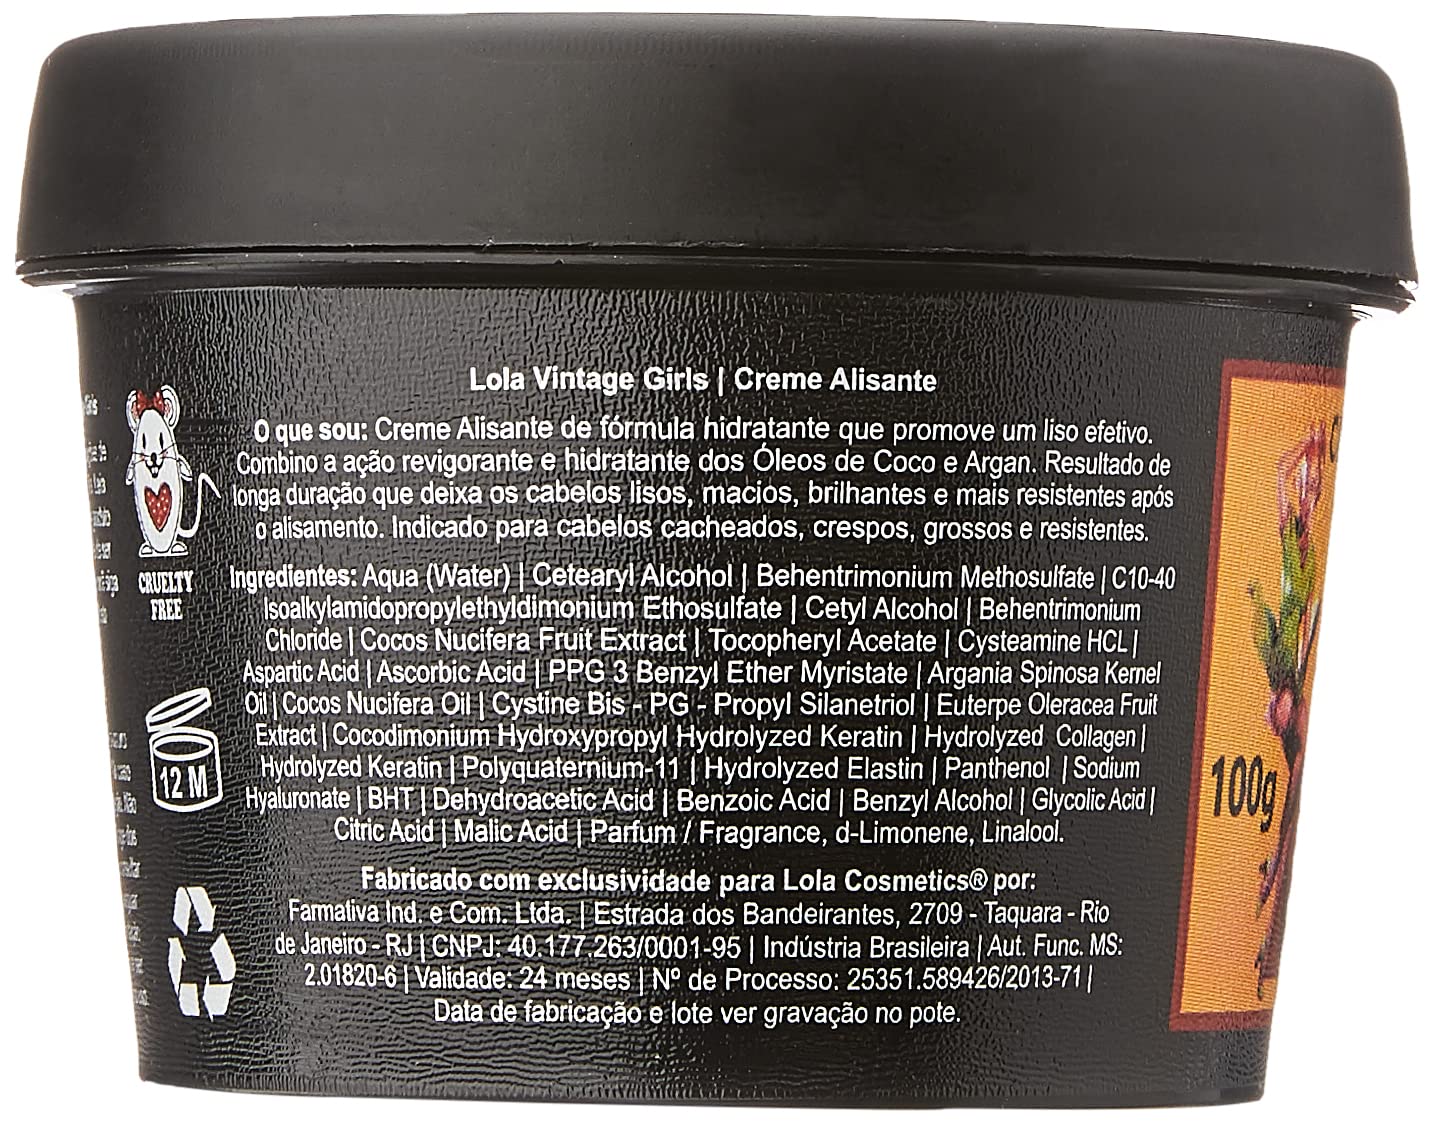 Lola Vintage Girls | Creme Alisante
O que sou: Creme Alisante de fórmula hidratante que promove um liso efetivo.
Combino a ação revigorante e hidratante dos Óleos de Coco e Argan. Resultado de
longa duração que deixa os cabelos lisos, macios, brilhantes e mais resistentes após
o alisamento. Indicado para cabelos cacheados, crespos, grossos e resistentes.
Ingredientes: Aqua (Water) | Cetearyl Alcohol | Behentrimonium Methosulfate | C10-40
Isoalkylamidopropylethyldimonium Ethosulfate | Cetyl Alcohol | Behentrimonium
Chloride | Cocos Nucifera Fruit Extract | Tocopheryl Acetate | Cysteamine HCL |
Aspartic Acid | Ascorbic Acid | PPG 3 Benzyl Ether Myristate | Argania Spinosa Kernel
Oil | Cocos Nucifera Oil | Cystine Bis - PG - Propyl Silanetriol | Euterpe Oleracea Fruit
Extract | Cocodimonium Hydroxypropyl Hydrolyzed Keratin | Hydrolyzed Collagen |
Hydrolyzed Keratin | Polyquaternium-11 | Hydrolyzed Elastin | Panthenol | Sodium
Hyaluronate | BHT | Dehydroacetic Acid | Benzoic Acid | Benzyl Alcohol | Glycolic Acid |
Citric Acid | Malic Acid | Parfum / Fragrance, d-Limonene, Linalool.
Fabricado com exclusividade para Lola Cosmetics® por:
Farmativa Ind. e Com. Ltda. | Estrada dos Bandeirantes, 2709 - Taquara - Rio
de Janeiro - RJ | CNPJ: 40.177.263/0001-95 | Indústria Brasileira | Aut. Func. MS:
2.01820-6 | Validade: 24 meses | Nº de Processo: 25351.589426/2013-71 |
Data de fabricação e lote ver gravação no pote.
CRUELTY
FREE
12 M
100g